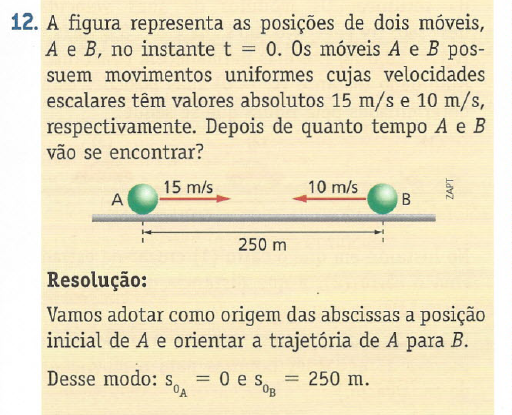 12. A figura representa as posições de dois móveis,
A e B, no instante t = 0. Os móveis A e B pos-
suem movimentos uniformes cujas velocidades
escalares têm valores absolutos 15 m/s e 10 m/s,
respectivamente. Depois de quanto tempo A e B
vão se encontrar?
A 15 m/s 10 m/s B
ZAPT
250 m
Resolução:
Vamos adotar como origem das abscissas a posição
inicial de A e orientar a trajetória de A para B.
Desse modo: s₀A = 0 e s₀B = 250 m.